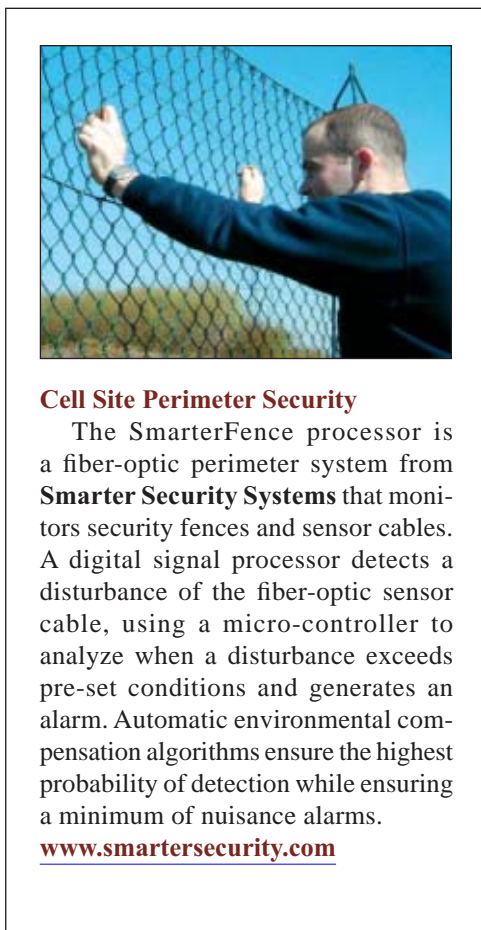 Cell Site Perimeter Security
The SmarterFence processor is
a fiber-optic perimeter system from
Smarter Security Systems that moni-
tors security fences and sensor cables.
A digital signal processor detects a
disturbance of the fiber-optic sensor
cable, using a micro-controller to
analyze when a disturbance exceeds
pre-set conditions and generates an
alarm. Automatic environmental com-
pensation algorithms ensure the highest
probability of detection while ensuring
a minimum of nuisance alarms.
www.smartersecurity.com